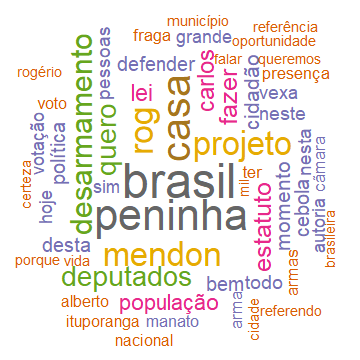 município
fraga grande referência
oportunidade
rogério
pessoas
defender
falar
queremos
presença
voto
lei
carlos
fazer
cidadão
vexa
neste
desarmamento
quero
rog
casa
projeto
votação
política
hoje
certeza
sim
brasil
mil
ter
estatuto
momento
cebola
nesta
autoria
câmara
brasileira
peninha
desta
mendon
porque
vida
deputados
bem
todo
armas
arma
cidade
alberto
população
referendo
ituporanga
manato
nacional